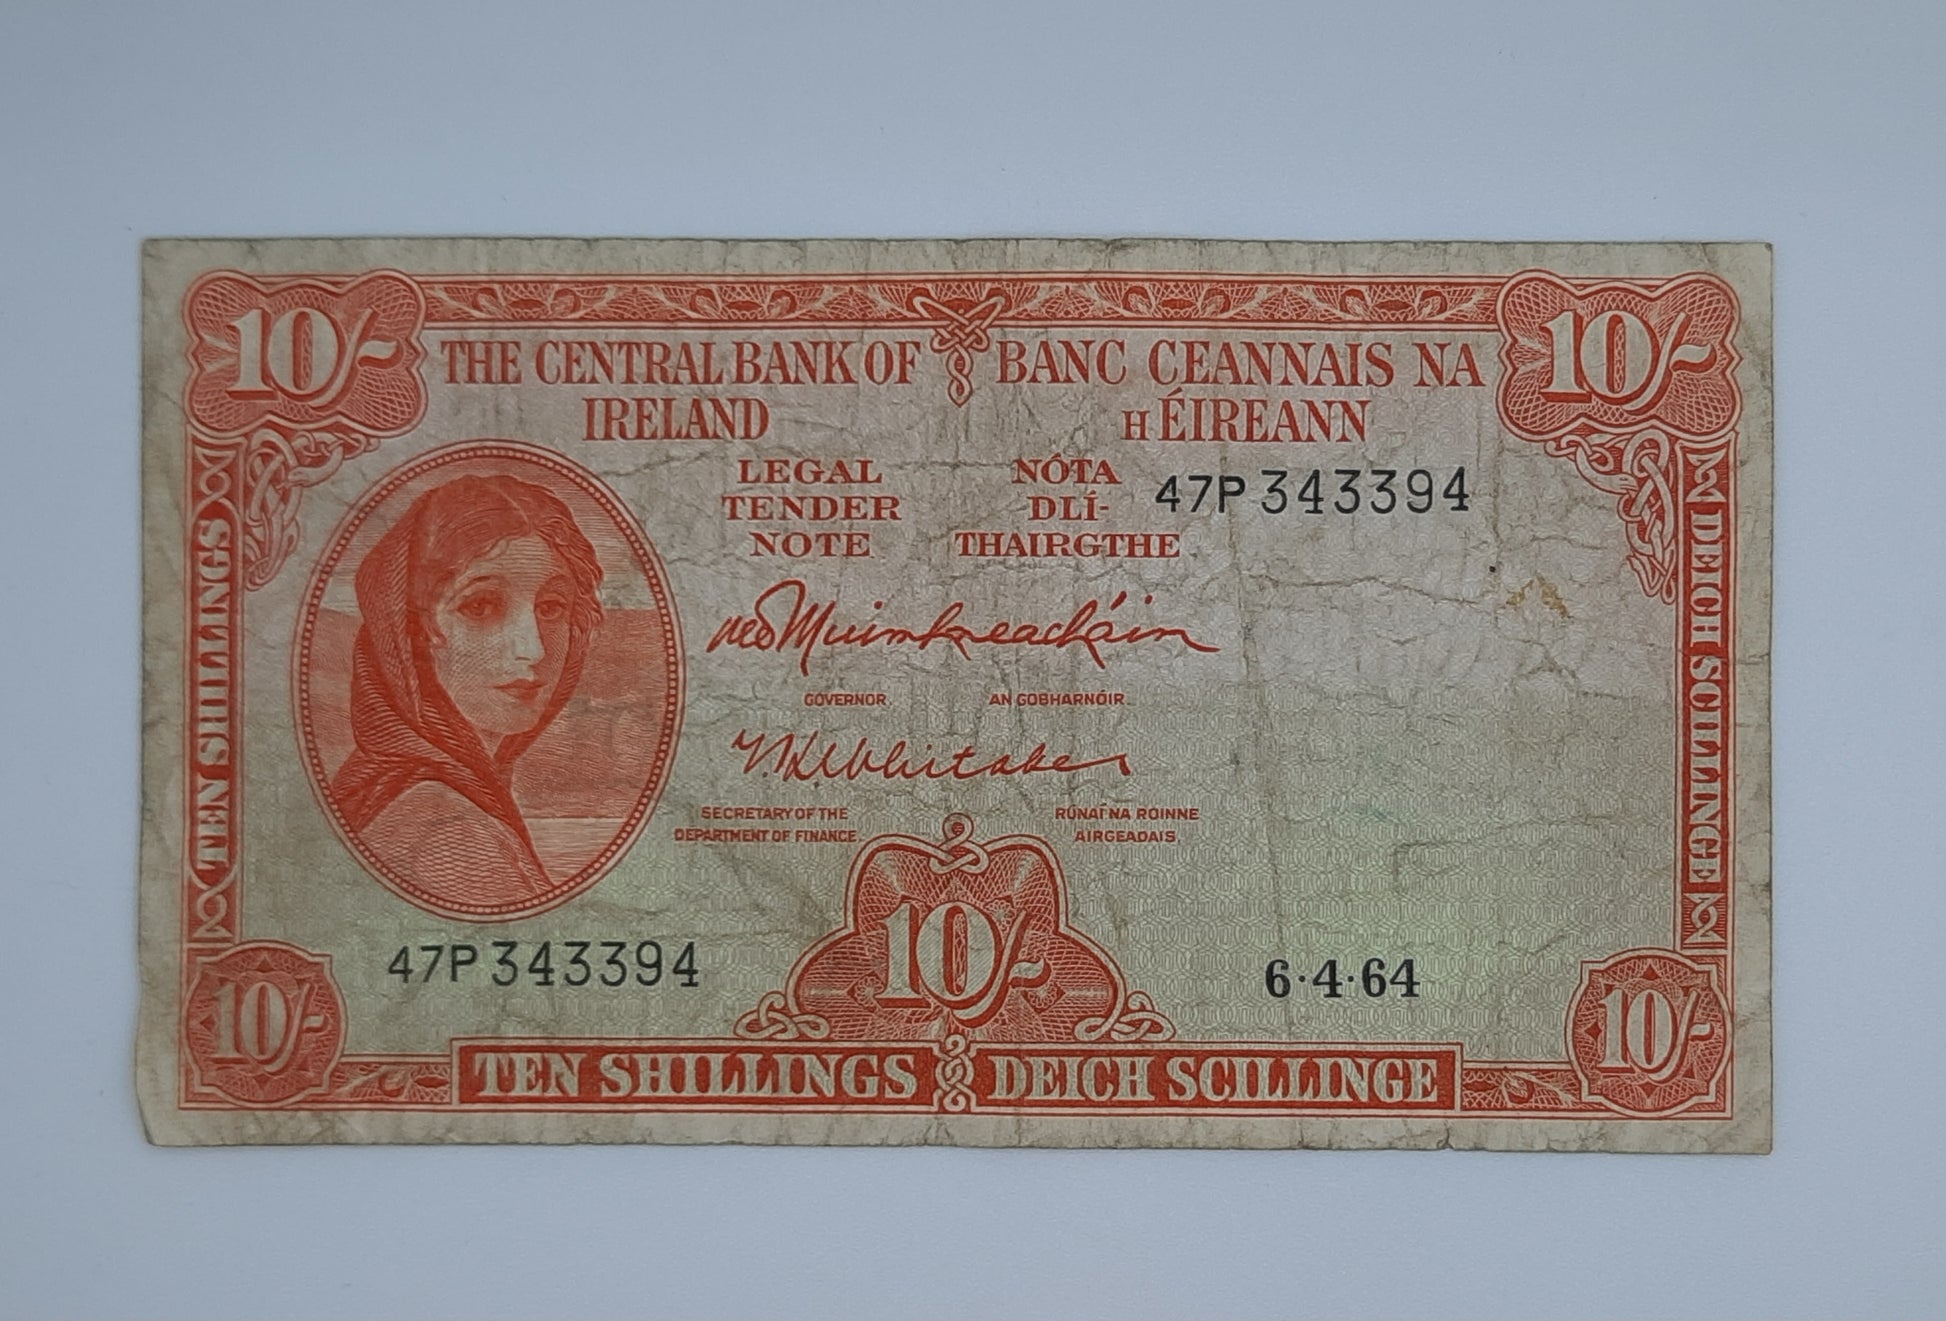 10/-
10/-
THE CENTRAL BANK OF
IRELAND
BANC CEANNAIS NA
H ÉIREANN
LEGAL
TENDER
NOTE
NÓTA
DLÍ-
THAIRGTHE
47P 343394
TEN SHILLINGS
DEICH SCILLINGE
GOVERNOR
AN GOBHARNÓIR
T.K. Whitaker
SECRETARY OF THE
DEPARTMENT OF FINANCE
RÚNAÍ NA ROINNE
AIRGEADAIS
47P 343394
10/-
6·4·64
10/-
10/-
TEN SHILLINGS
DEICH SCILLINGE